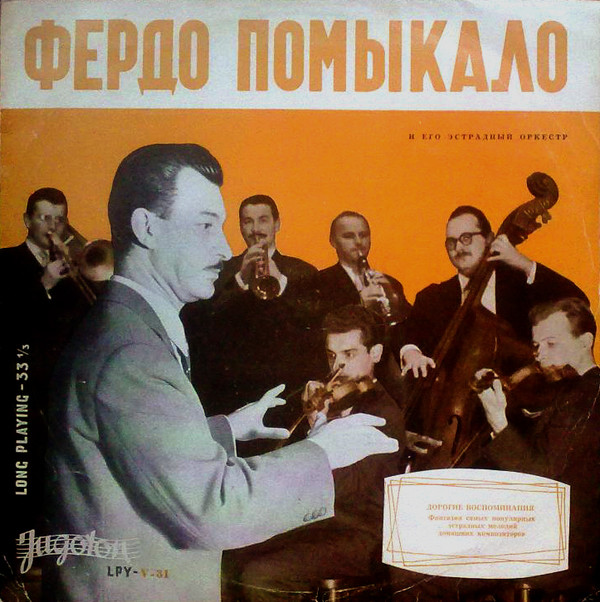 ФЕРДО ПОМЫКАЛО
И ЕГО ЭСТРАДНЫЙ ОРКЕСТР
LONG PLAYING - 33 1/3
ДОРОГИЕ ВОСПОМИНАНИЯ
Фантазия самых популярных
эстрадных мелодий
домашних композиторов
Jugoton
LPY-V-31